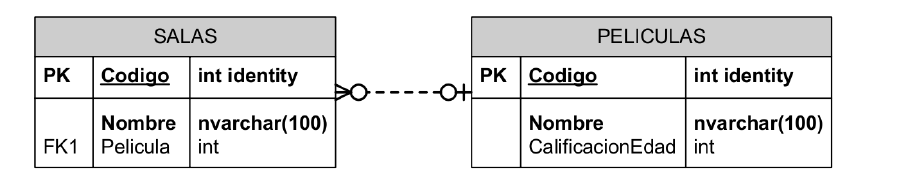 SALAS
PK Codigo int identity
Nombre nvarchar(100)
FK1 Pelicula int
PELICULAS
PK Codigo int identity
Nombre nvarchar(100)
CalificacionEdad int